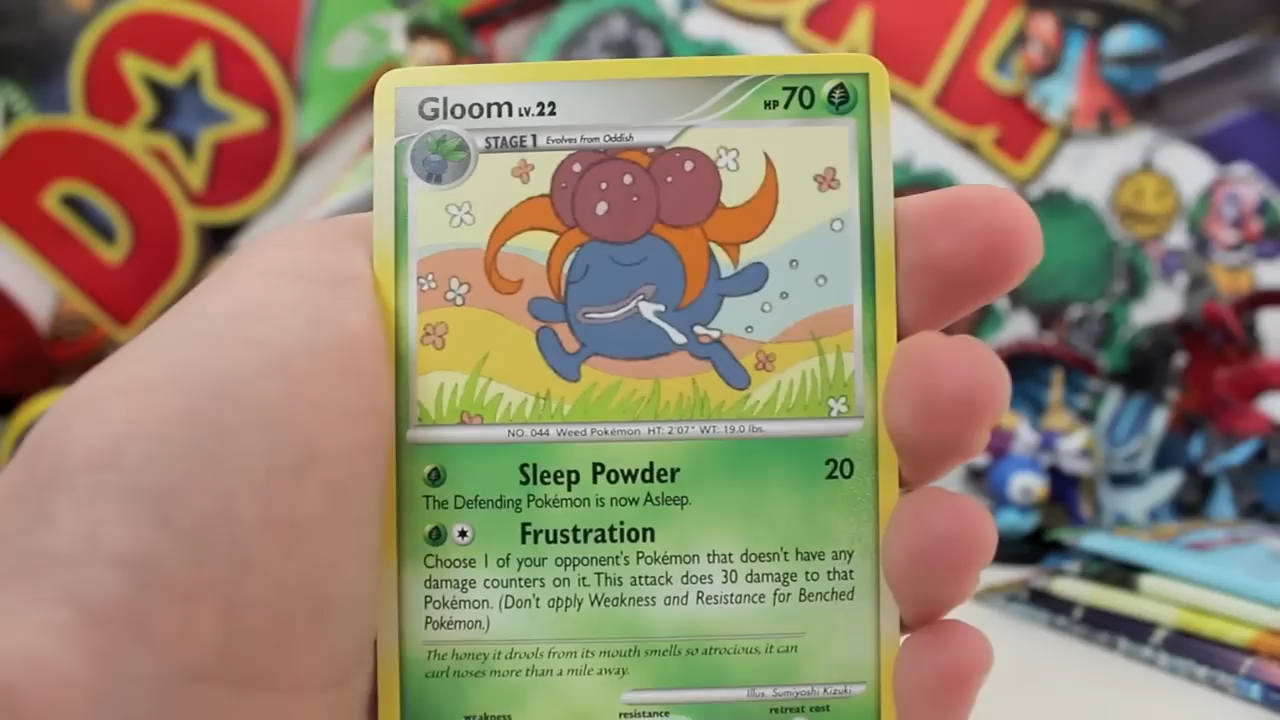 Gloom LV.22 HP 70
STAGE 1 Evolves from Oddish
NO. 044 Weed Pokémon HT: 2'07" WT: 19.0 lbs.
Sleep Powder 20
The Defending Pokémon is now Asleep.
Frustration
Choose 1 of your opponent's Pokémon that doesn't have any
damage counters on it. This attack does 30 damage to that
Pokémon. (Don't apply Weakness and Resistance for Benched
Pokémon.)
The honey it drools from its mouth smells so atrocious, it can
curl noses more than a mile away.
Illus. Sumiyoshi Kizuki
weakness resistance retreat cost